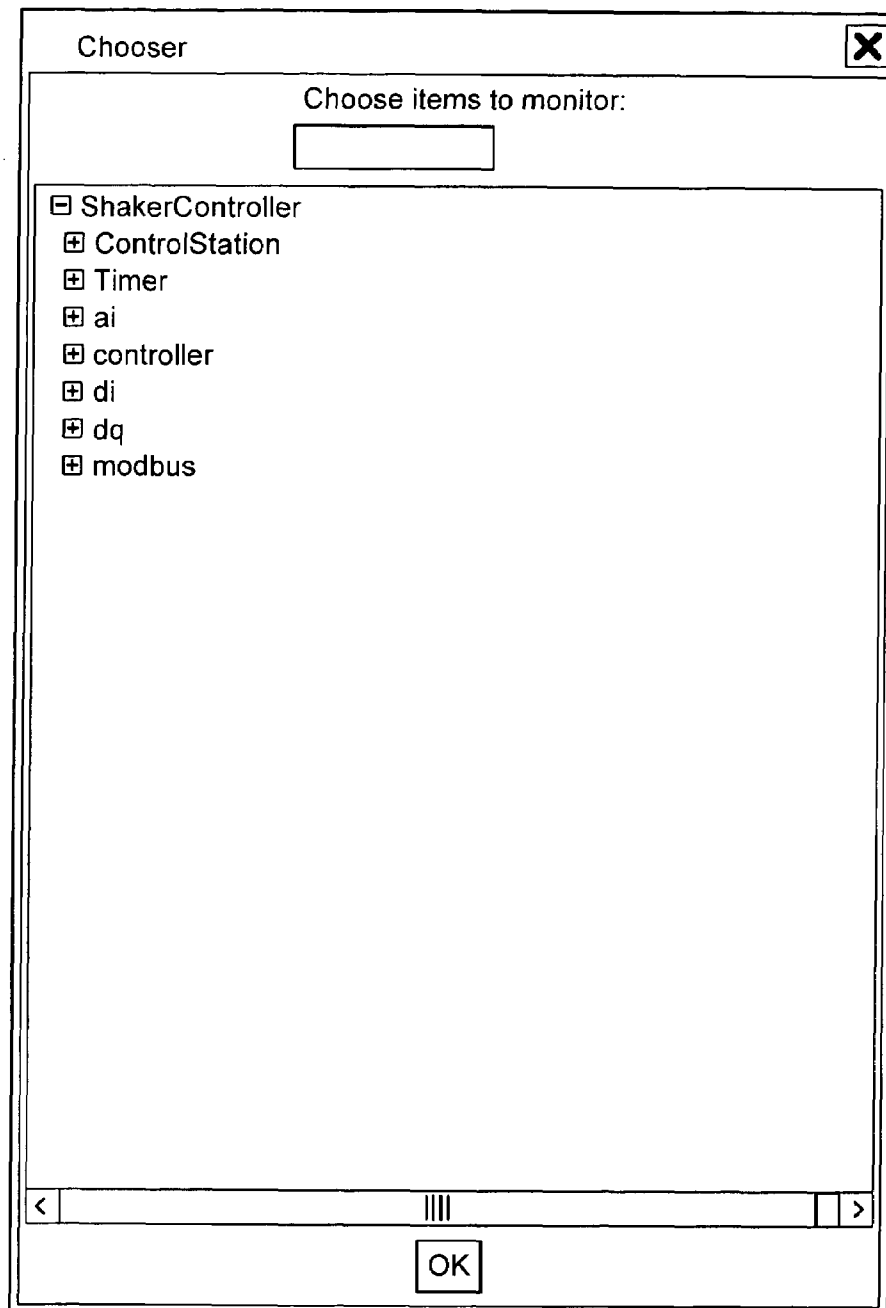 Chooser
Choose items to monitor:
ShakerController
ControlStation
Timer
ai
controller
di
dq
modbus
OK